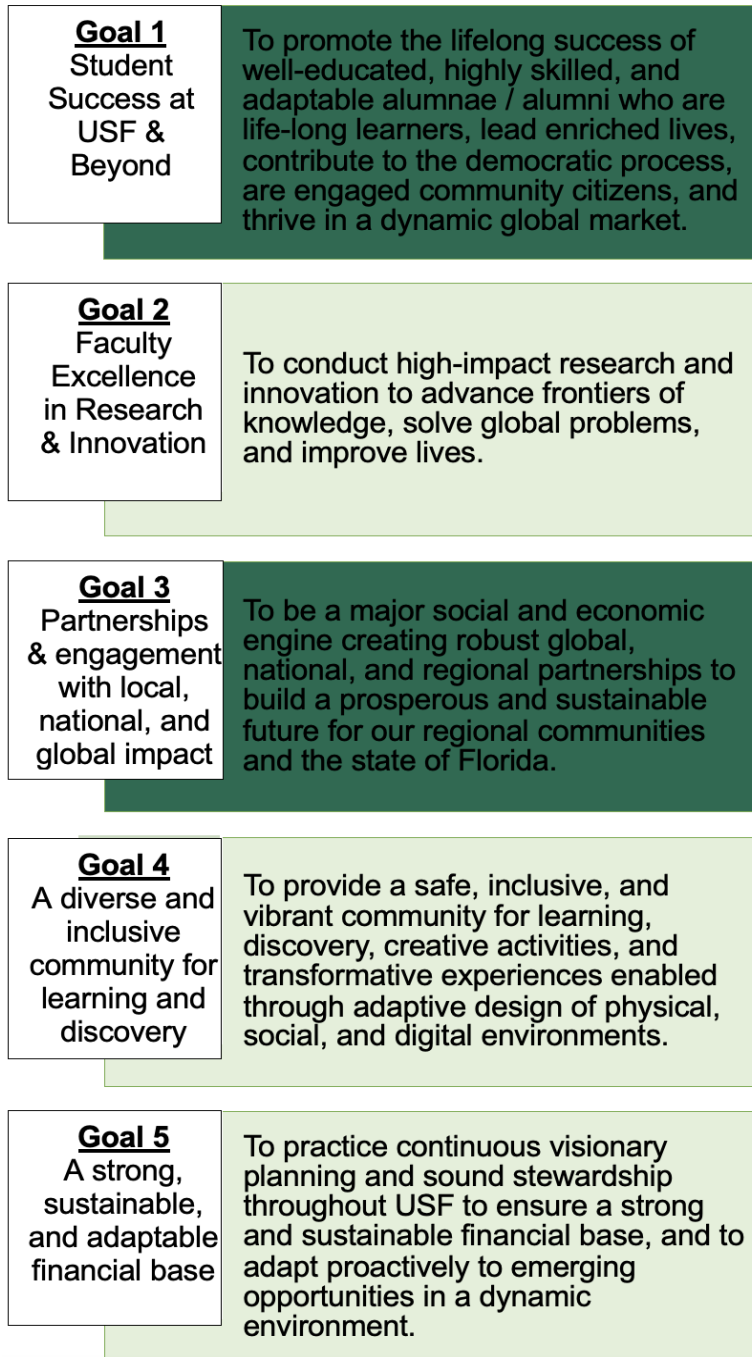 Goal 1
Student
Success at
USF &
Beyond
To promote the lifelong success of
well-educated, highly skilled, and
adaptable alumnae / alumni who are
life-long learners, lead enriched lives,
contribute to the democratic process,
are engaged community citizens, and
thrive in a dynamic global market.
Goal 2
Faculty
Excellence
in Research
& Innovation
To conduct high-impact research and
innovation to advance frontiers of
knowledge, solve global problems,
and improve lives.
Goal 3
Partnerships
& engagement
with local,
national, and
global impact
To be a major social and economic
engine creating robust global,
national, and regional partnerships to
build a prosperous and sustainable
future for our regional communities
and the state of Florida.
Goal 4
A diverse and
inclusive
community for
learning and
discovery
To provide a safe, inclusive, and
vibrant community for learning,
discovery, creative activities, and
transformative experiences enabled
through adaptive design of physical,
social, and digital environments.
Goal 5
A strong,
sustainable,
and adaptable
financial base
To practice continuous visionary
planning and sound stewardship
throughout USF to ensure a strong
and sustainable financial base, and to
adapt proactively to emerging
opportunities in a dynamic
environment.